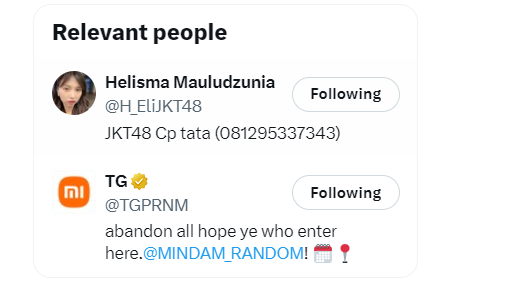 Relevant people
Helisma Mauludzunia
Following
@H_EliJKT48
JKT48 Cp tata (081295337343)
mi
TG
Following
@TGPRNM
abandon all hope ye who enter
here.@MINDAM_RANDOM! 🗓️📍